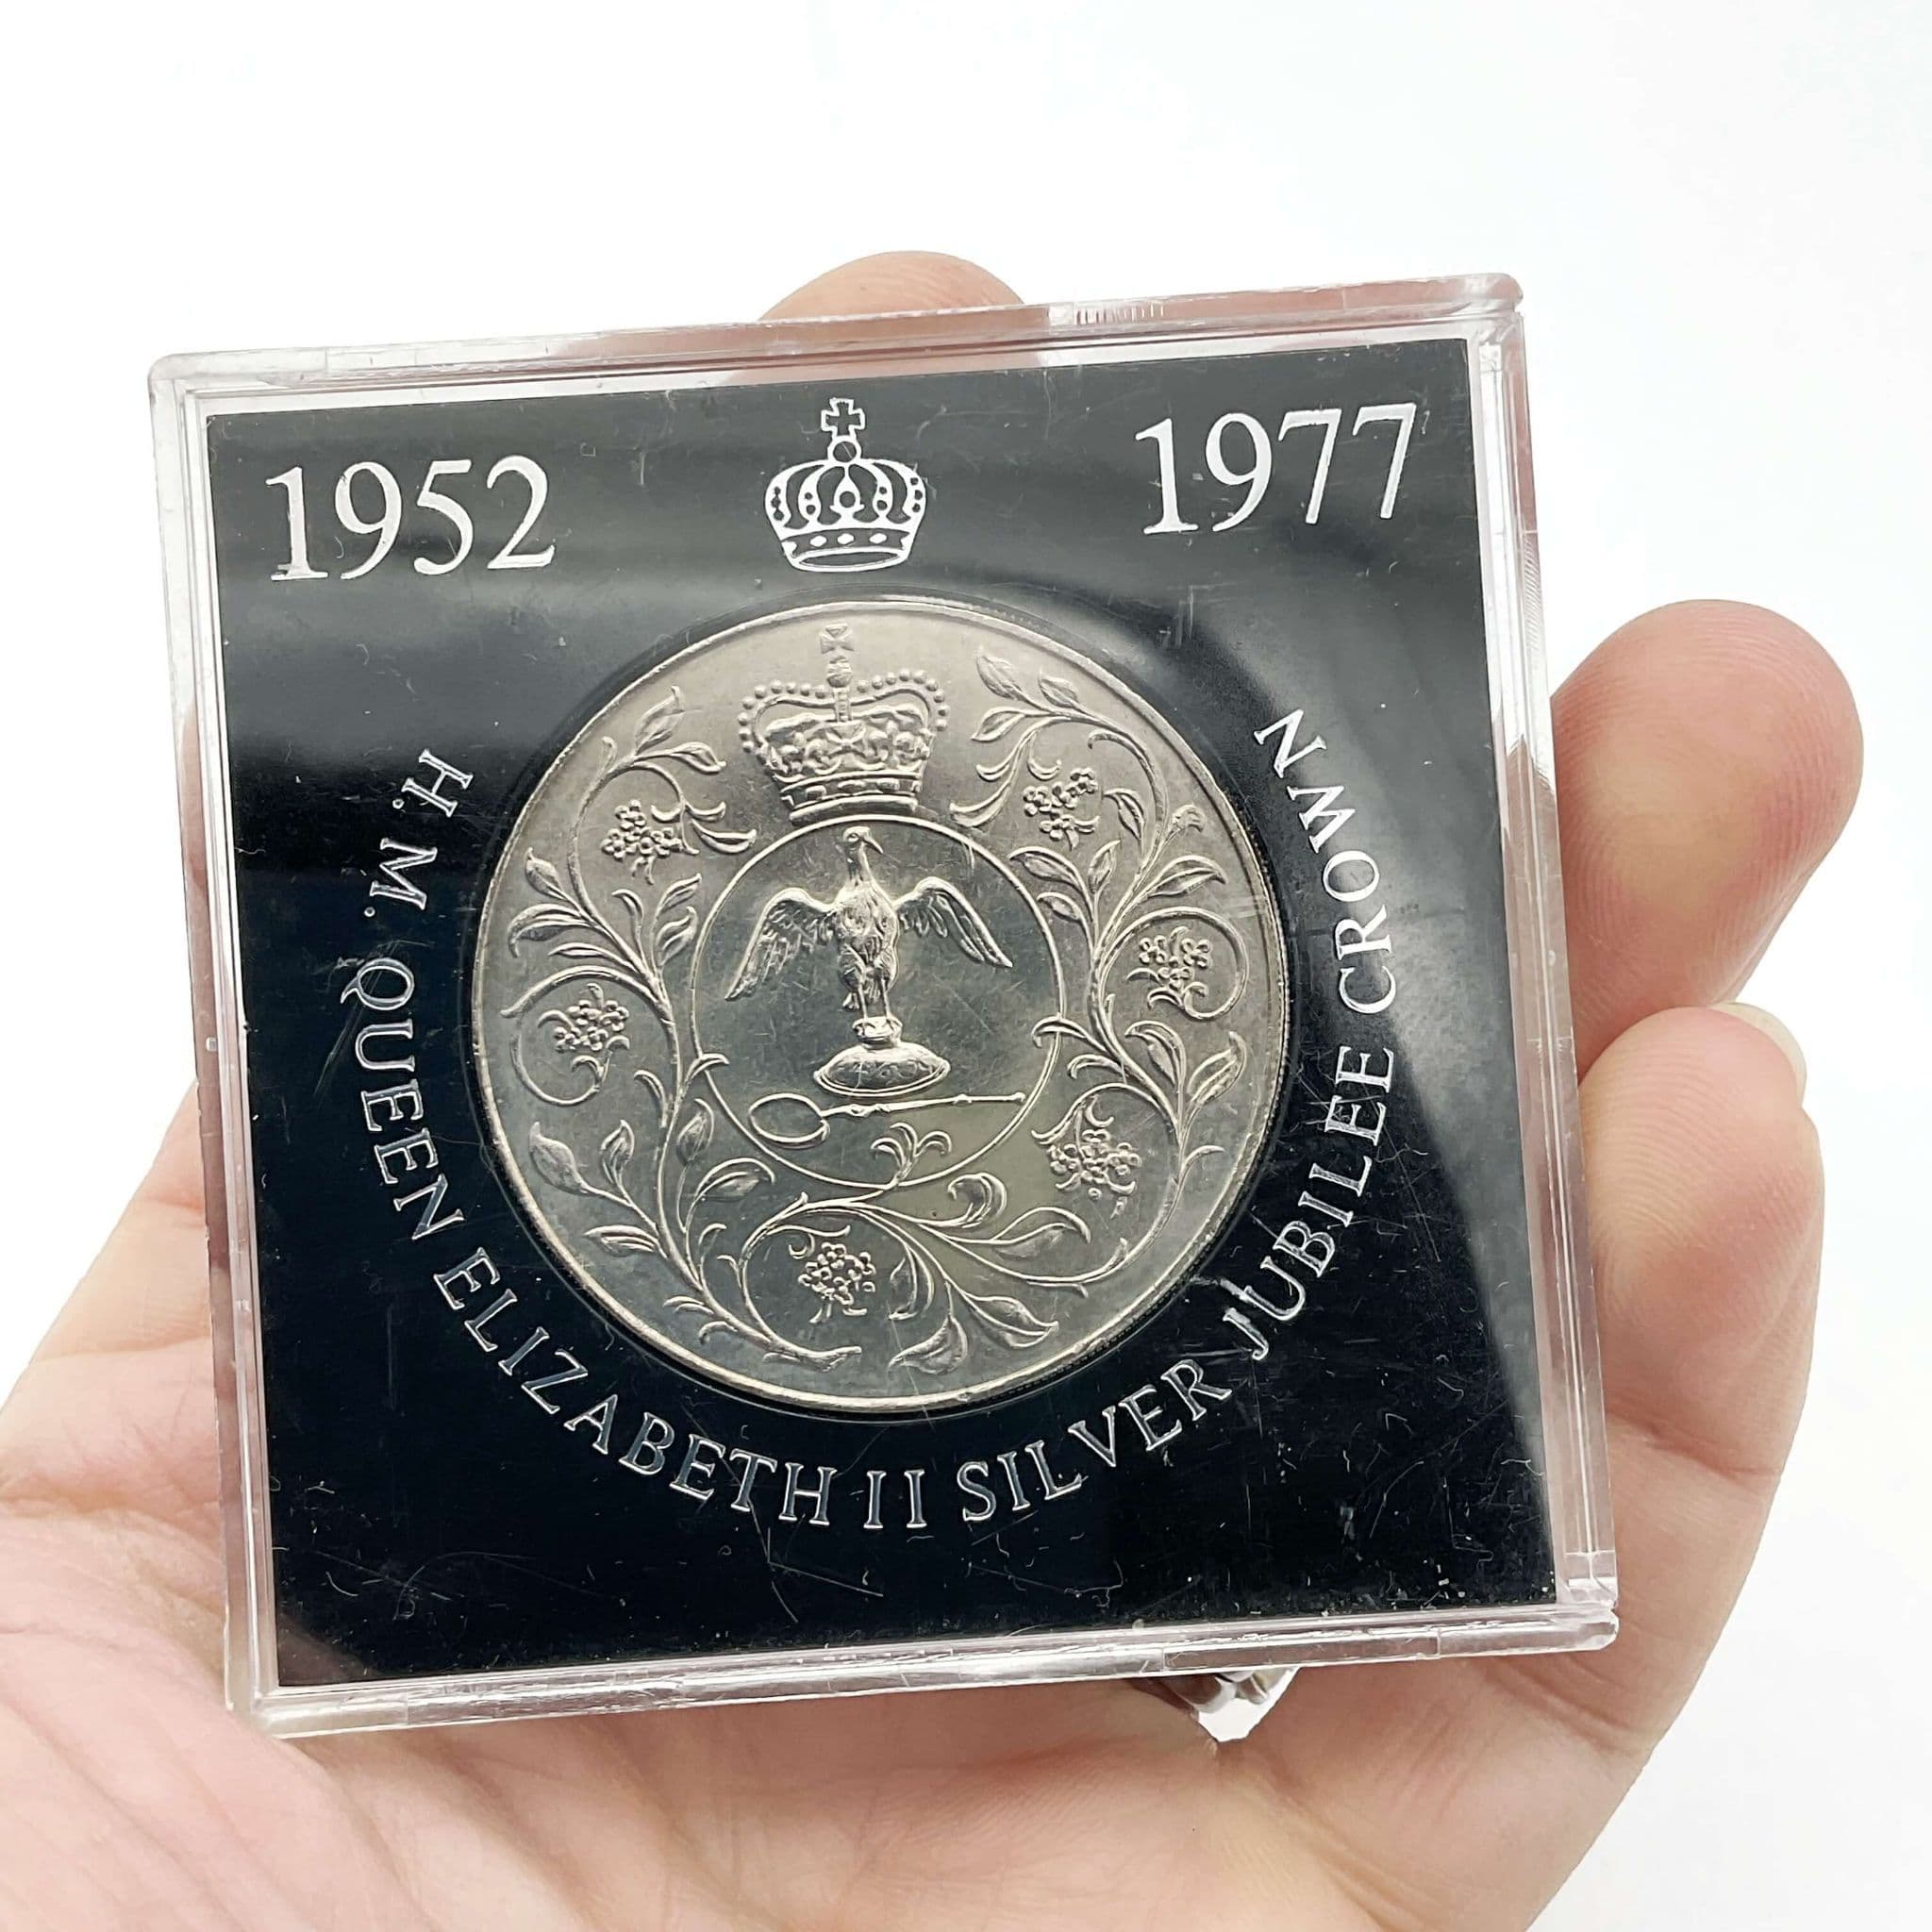 1952
1977
H.M. QUEEN ELIZABETH II SILVER JUBILEE CROWN